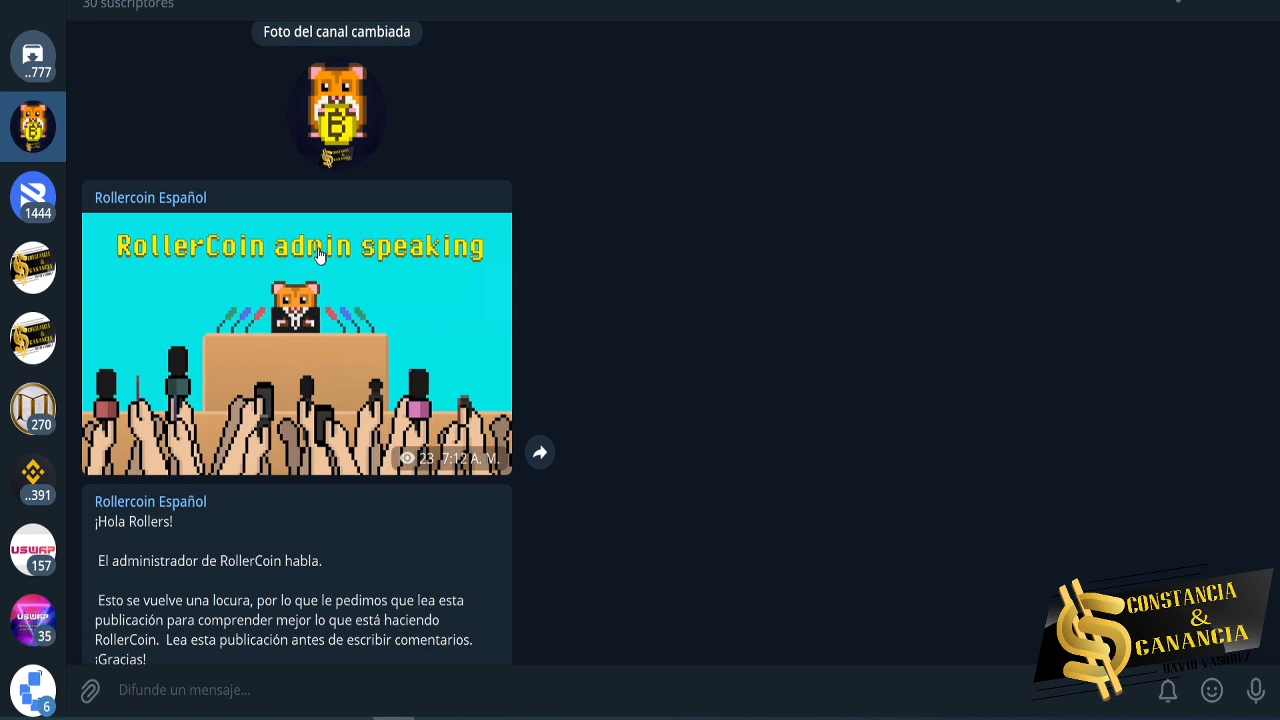 30 suscriptores
Foto del canal cambiada
..777
1444
270
..391
USWAP
157
USWAP
35
6
Rollercoin Español
RollerCoin admin speaking
23 7:12 A. M.
Rollercoin Español
¡Hola Rollers!
El administrador de RollerCoin habla.
Esto se vuelve una locura, por lo que le pedimos que lea esta
publicación para comprender mejor lo que está haciendo
RollerCoin. Lea esta publicación antes de escribir comentarios.
¡Gracias!
Difunde un mensaje...
CONSTANCIA
&
GANANCIA
DAVID VASQUEZ